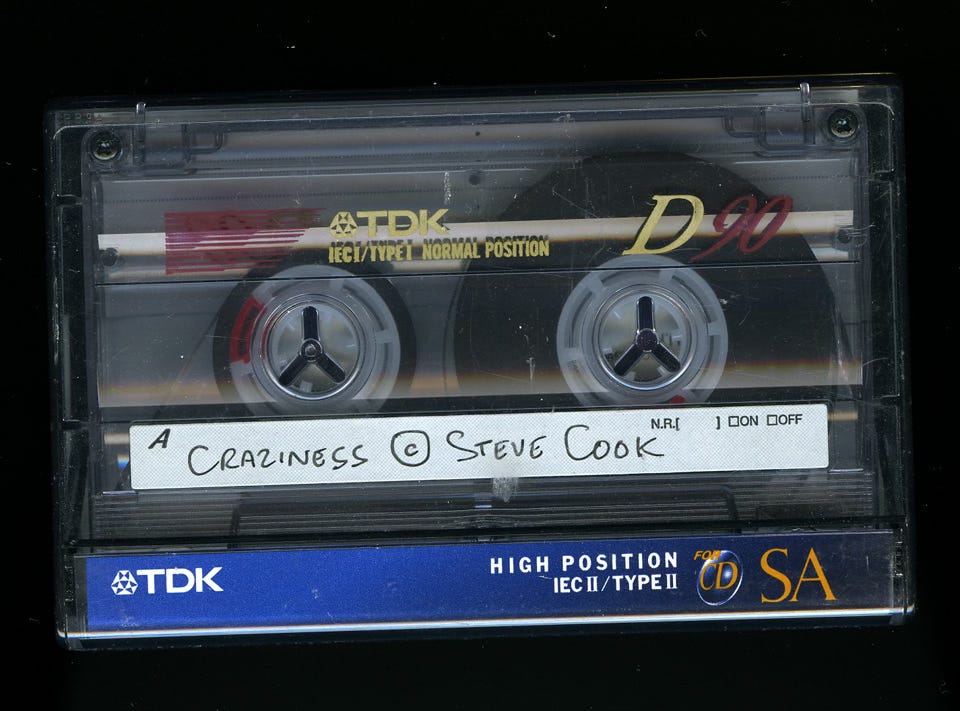 TDK D90
IEC I / TYPE I NORMAL POSITION
A CRAZINESS © STEVE COOK N.R.[ ] □ON □OFF
TDK HIGH POSITION FOR CD SA
IEC II / TYPE II